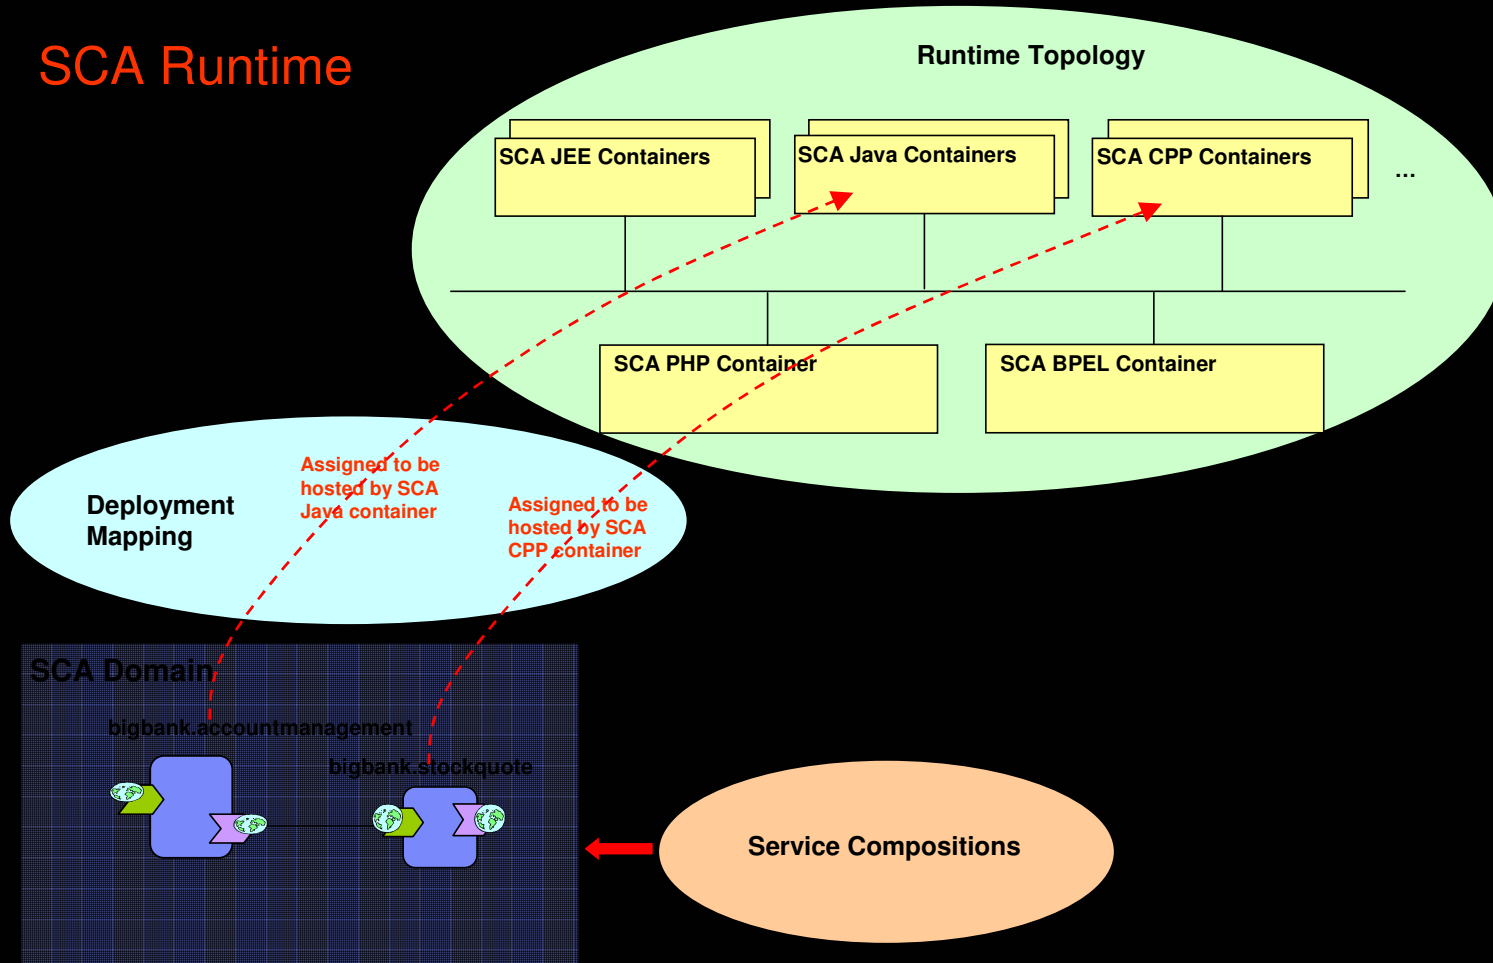 SCA Runtime
Runtime Topology
SCA JEE Containers
SCA Java Containers
SCA CPP Containers
...
SCA PHP Container
SCA BPEL Container
Deployment
Mapping
Assigned to be
hosted by SCA
Java container
Assigned to be
hosted by SCA
CPP container
SCA Domain
bigbank.accountmanagement
bigbank.stockquote
Service Compositions